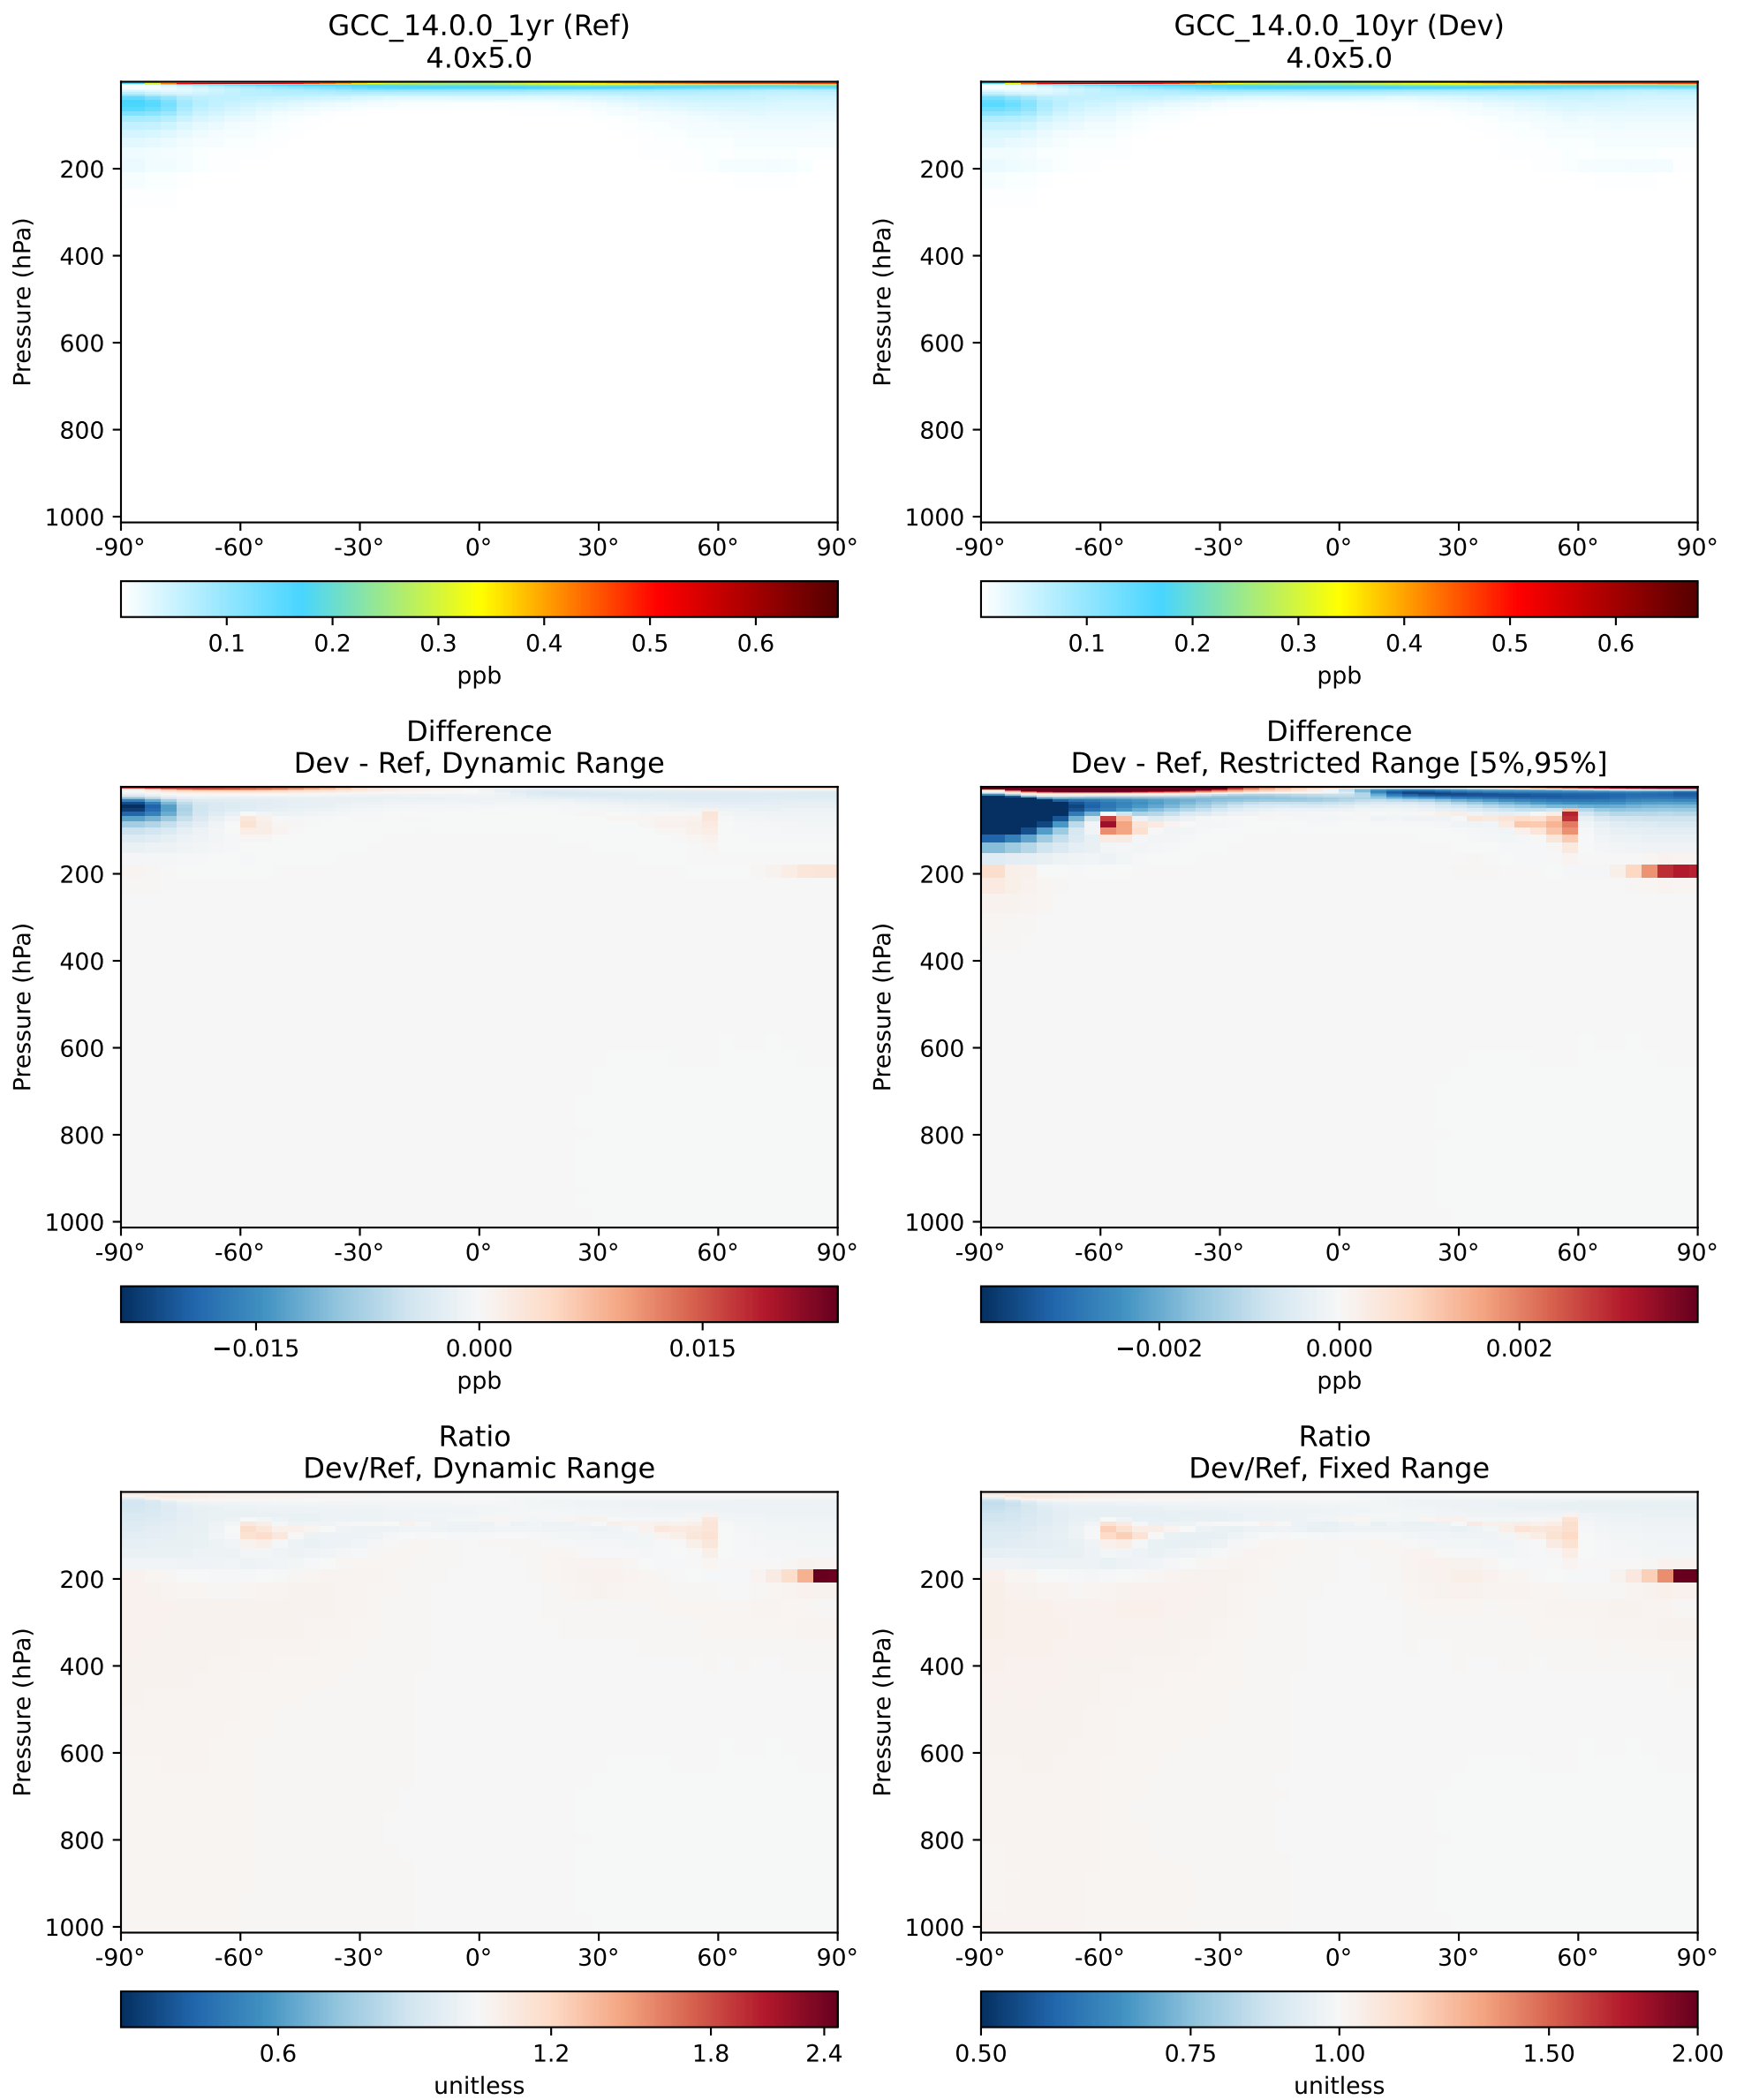 GCC_14.0.0_1yr (Ref)
4.0x5.0
GCC_14.0.0_10yr (Dev)
4.0x5.0
Pressure (hPa)
200
400
600
800
1000
-90° -60° -30° 0° 30° 60° 90°
0.1 0.2 0.3 0.4 0.5 0.6
ppb
Pressure (hPa)
200
400
600
800
1000
-90° -60° -30° 0° 30° 60° 90°
0.1 0.2 0.3 0.4 0.5 0.6
ppb
Difference
Dev - Ref, Dynamic Range
Pressure (hPa)
200
400
600
800
1000
-90° -60° -30° 0° 30° 60° 90°
−0.015 0.000 0.015
ppb
Difference
Dev - Ref, Restricted Range [5%,95%]
Pressure (hPa)
200
400
600
800
1000
-90° -60° -30° 0° 30° 60° 90°
−0.002 0.000 0.002
ppb
Ratio
Dev/Ref, Dynamic Range
Pressure (hPa)
200
400
600
800
1000
-90° -60° -30° 0° 30° 60° 90°
0.6 1.2 1.8 2.4
unitless
Ratio
Dev/Ref, Fixed Range
Pressure (hPa)
200
400
600
800
1000
-90° -60° -30° 0° 30° 60° 90°
0.50 0.75 1.00 1.50 2.00
unitless